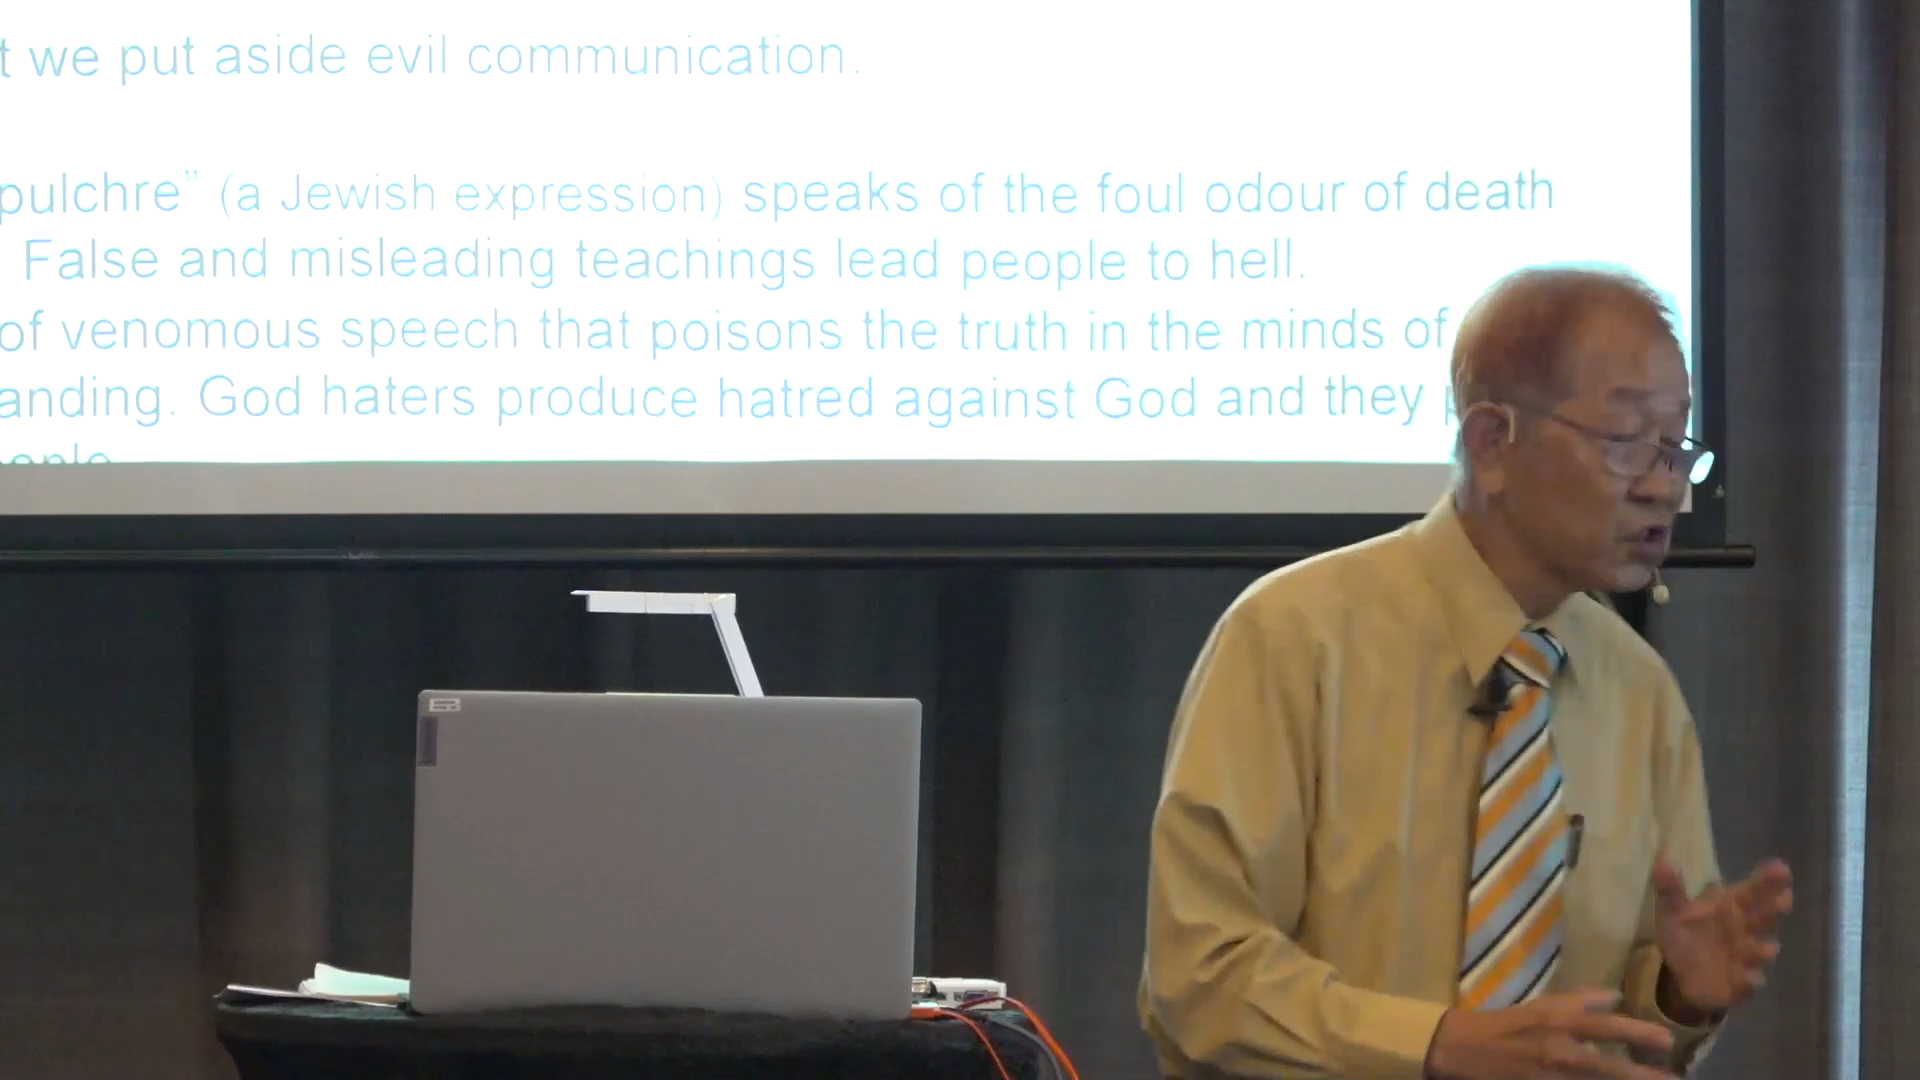 t we put aside evil communication.
pulchre” (a Jewish expression) speaks of the foul odour of death
False and misleading teachings lead people to hell.
of venomous speech that poisons the truth in the minds of
anding. God haters produce hatred against God and they p